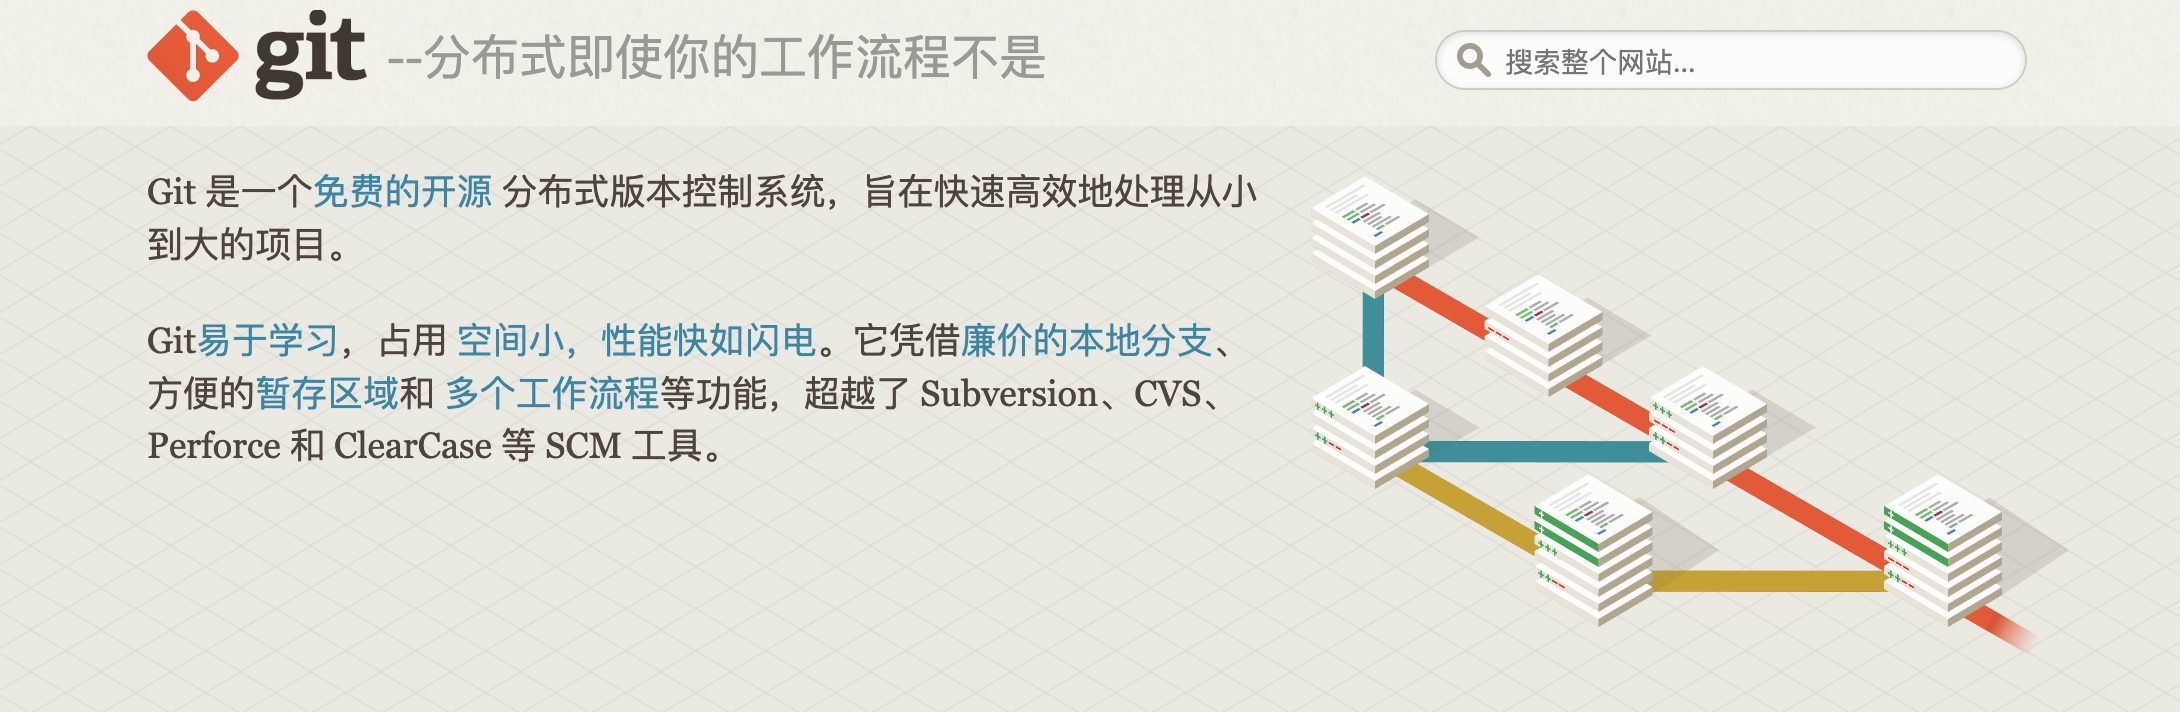 git --分布式即使你的工作流程不是
搜索整个网站...
Git 是一个免费的开源 分布式版本控制系统，旨在快速高效地处理从小
到大的项目。
Git易于学习，占用 空间小，性能快如闪电。它凭借廉价的本地分支、
方便的暂存区域和 多个工作流程等功能，超越了 Subversion、CVS、
Perforce 和 ClearCase 等 SCM 工具。